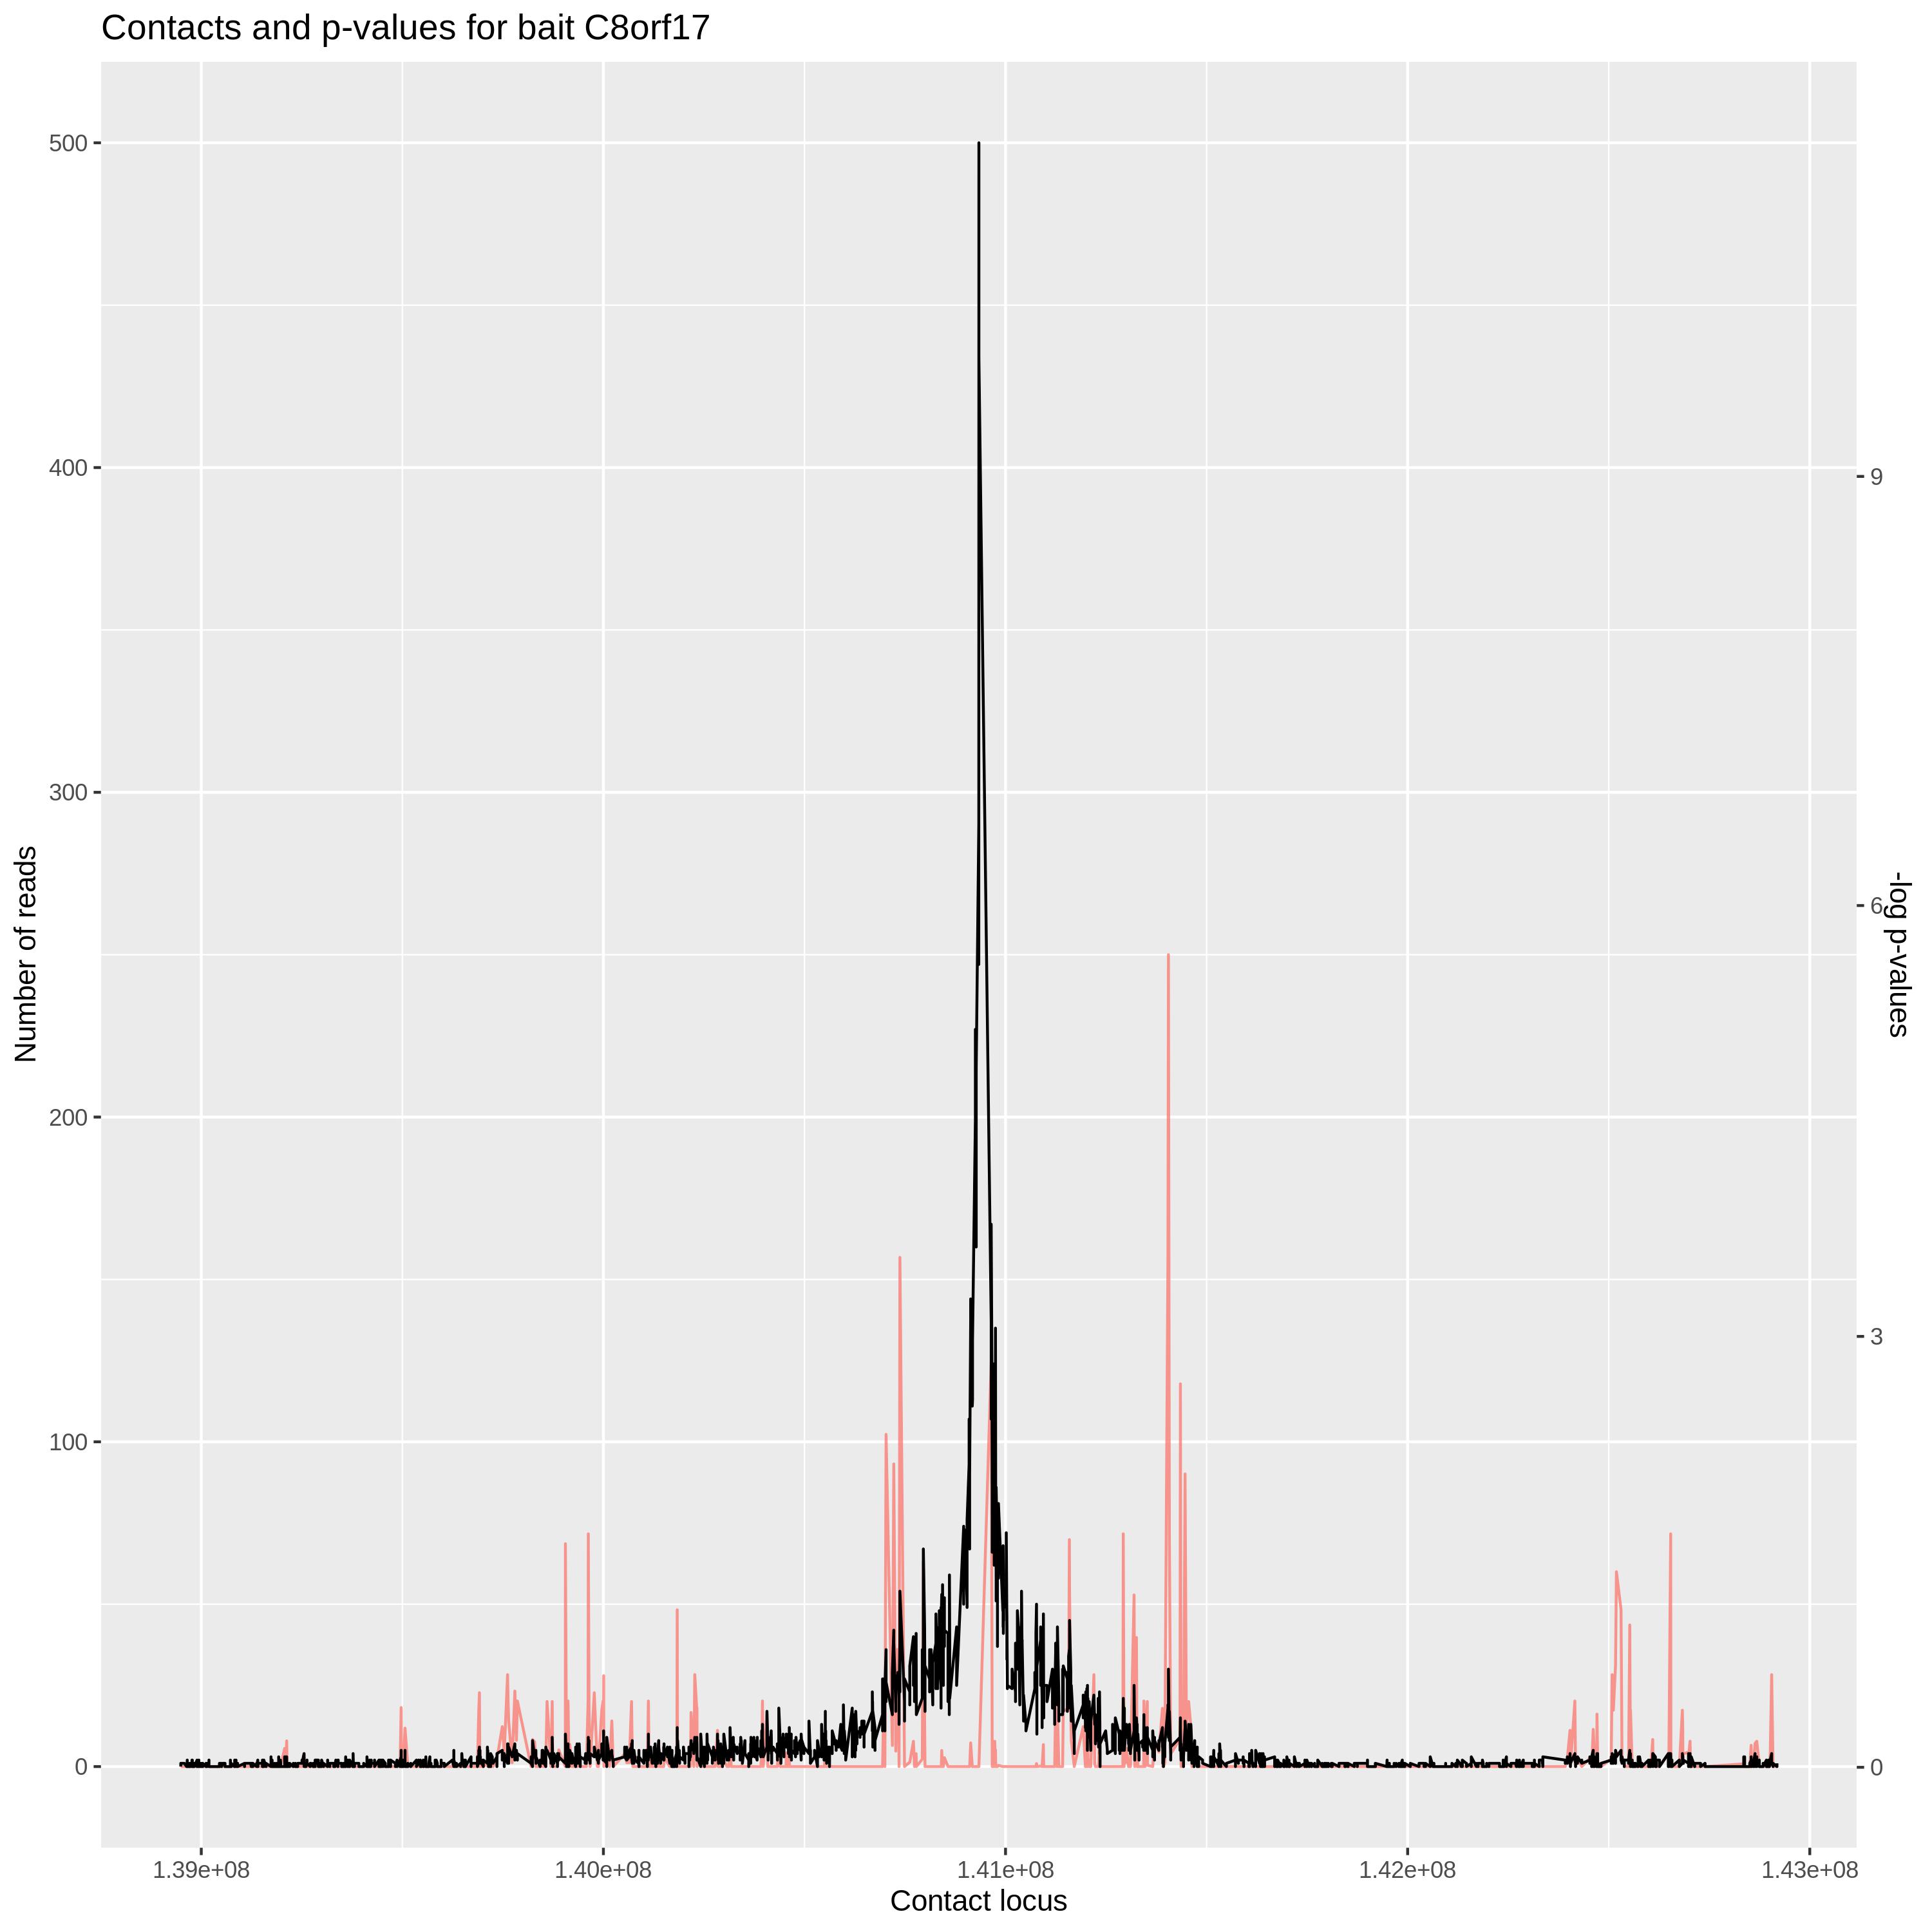 Contacts and p-values for bait C8orf17
500
400
300
200
100
0
Number of reads
9
6
3
0
-log p-values
1.39e+08
1.40e+08
1.41e+08
1.42e+08
1.43e+08
Contact locus